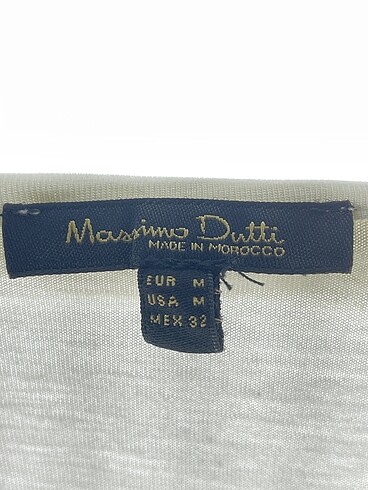 Massimo Dutti
MADE IN MOROCCO
EUR M
USA M
MEX 32